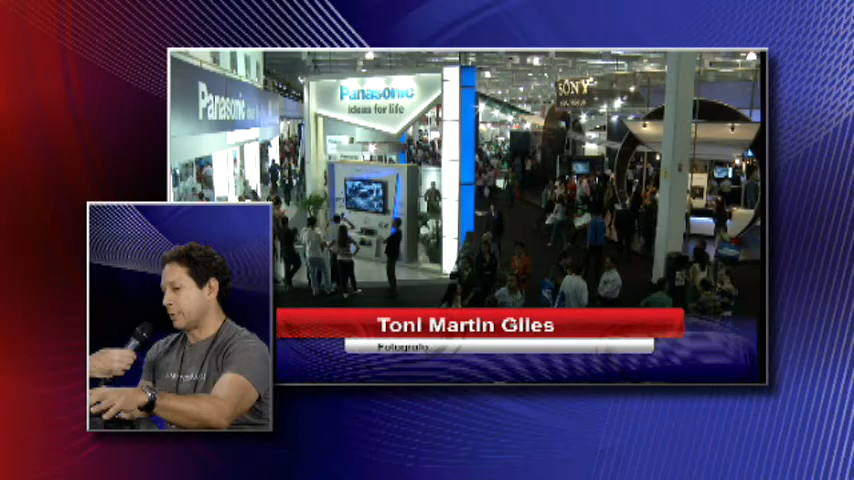 Panasonic
Panasonic
ideas for life
SONY
Toni Martin Giles
Fotografo